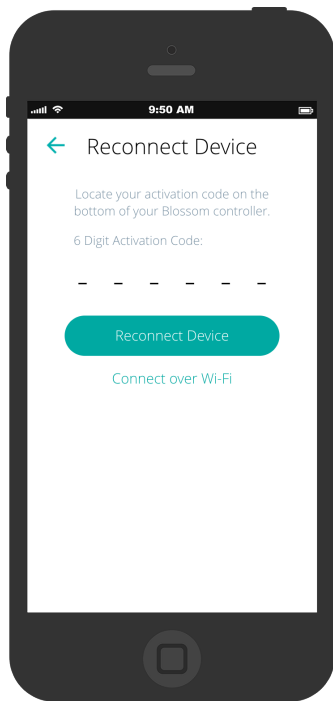 9:50 AM
Reconnect Device
Locate your activation code on the
bottom of your Blossom controller.
6 Digit Activation Code:
_ _ _ _ _ _
Reconnect Device
Connect over Wi-Fi